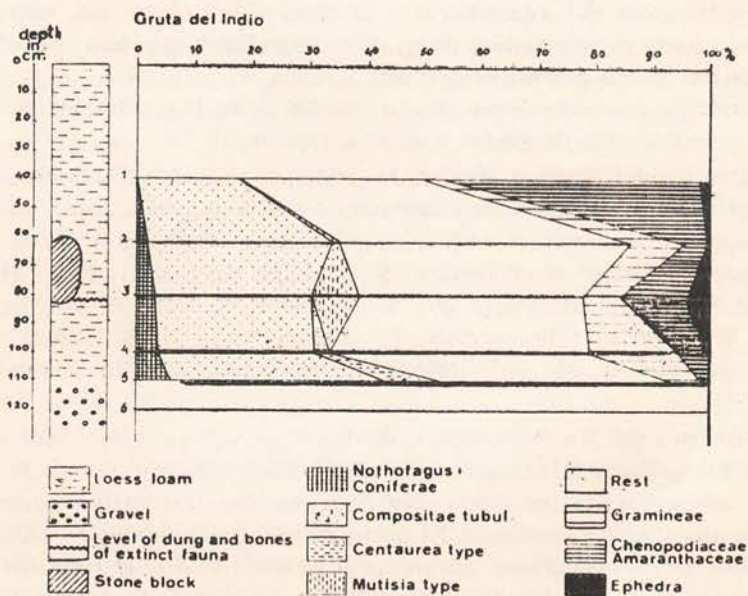 Gruta del Indio
depth
in
cm.
0
10
20
30
40
50
60
70
80
90
100
110
120
0 10 20 30 40 50 60 70 80 90 100 %
1
2
3
4
5
6
Loess loam
Gravel
Level of dung and bones
of extinct fauna
Stone block
Nothofagus +
Coniferae
Compositae tubul.
Centaurea type
Mutisia type
Rest
Gramineae
Chenopodiaceae
Amaranthaceae
Ephedra